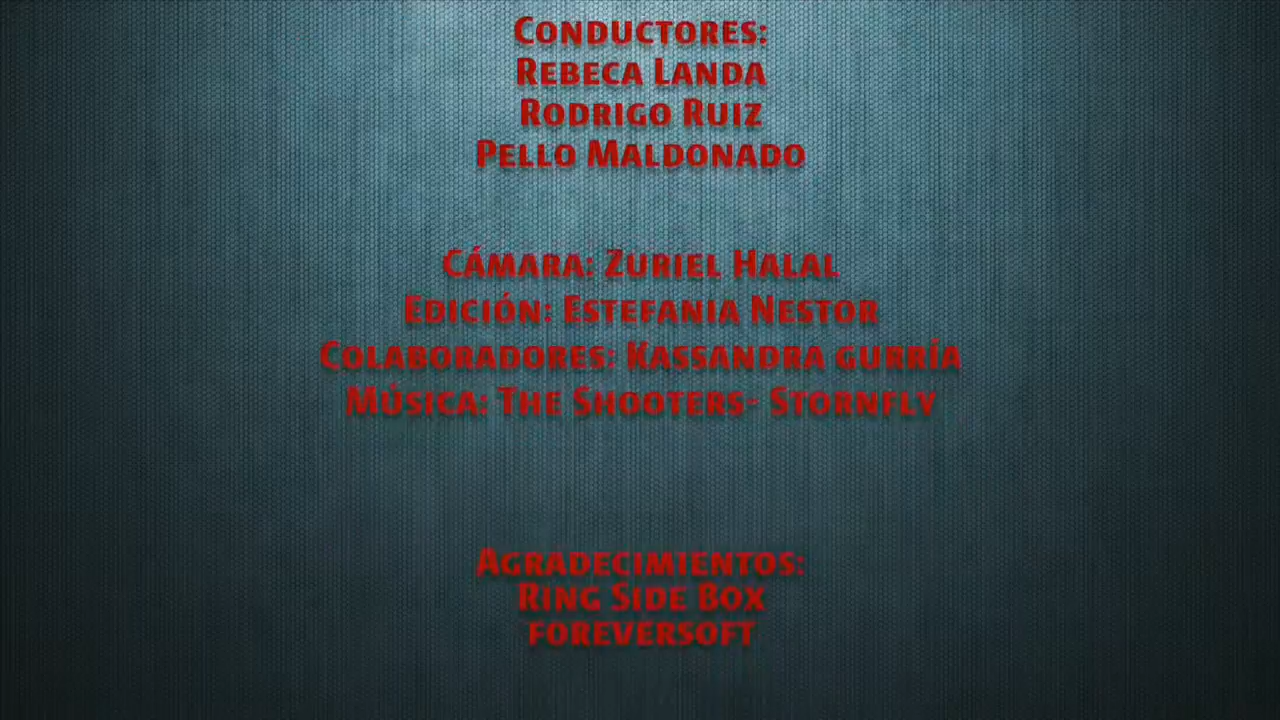 Conductores:
Rebeca Landa
Rodrigo Ruiz
Pello Maldonado
Cámara: Zuriel Halal
Edición: Estefania Nestor
Colaboradores: Kassandra gurría
Música: The Shooters- Stornfly
Agradecimientos:
Ring Side Box
foreversoft